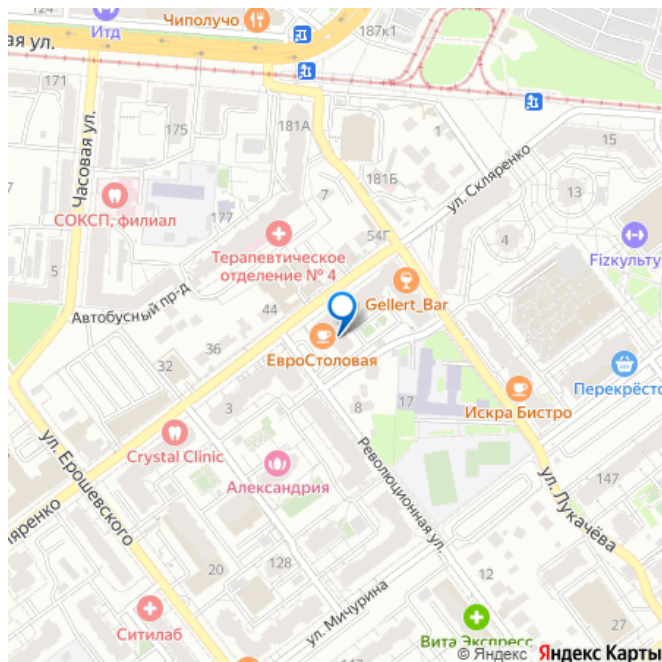 124
Чиполучо
Итд
187к1
ая ул.
171
Часовая ул.
175
181А
1
15
181Б
ул. Скляренко
7
13
СОКСП, филиал
177
54Г
4
Терапевтическое
отделение № 4
Fizкульту
5
Gellert_Bar
Автобусный пр-д
44
36
ЕвроСтоловая
32
Перекрёсто
3
8
17
Искра Бистро
Crystal Clinic
Революционная ул.
ул. Ерошевского
Александрия
147
ул. Лукачёва
ляренко
128
20
12
ул. Мичурина
Ситилаб
19
Вита Экспресс
112
© Яндекс Яндекс Карты